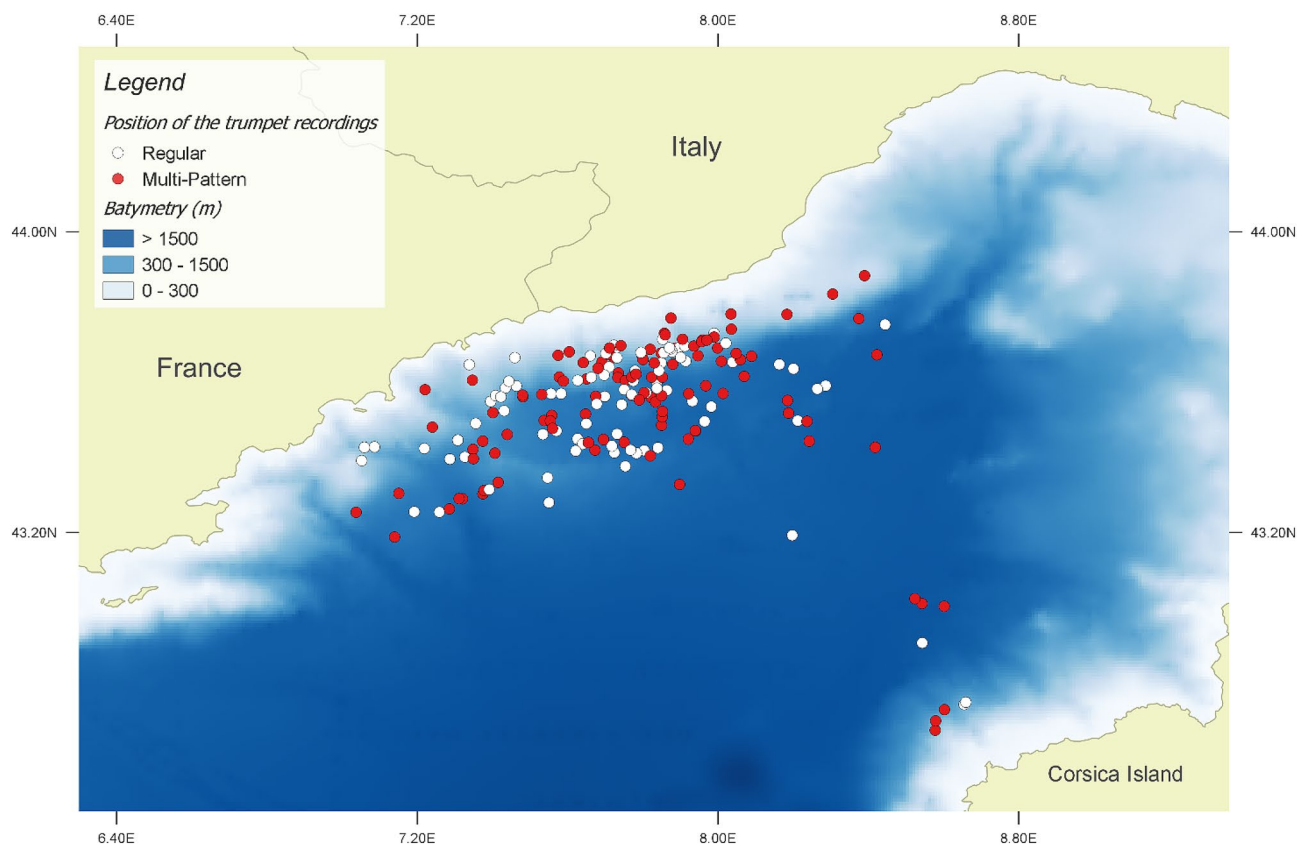 6.40E 7.20E 8.00E 8.80E
Legend
Position of the trumpet recordings
Regular
Multi-Pattern
Batymetry (m)
> 1500
300 - 1500
0 - 300
Italy
44.00N 44.00N
France
43.20N 43.20N
Corsica Island
6.40E 7.20E 8.00E 8.80E